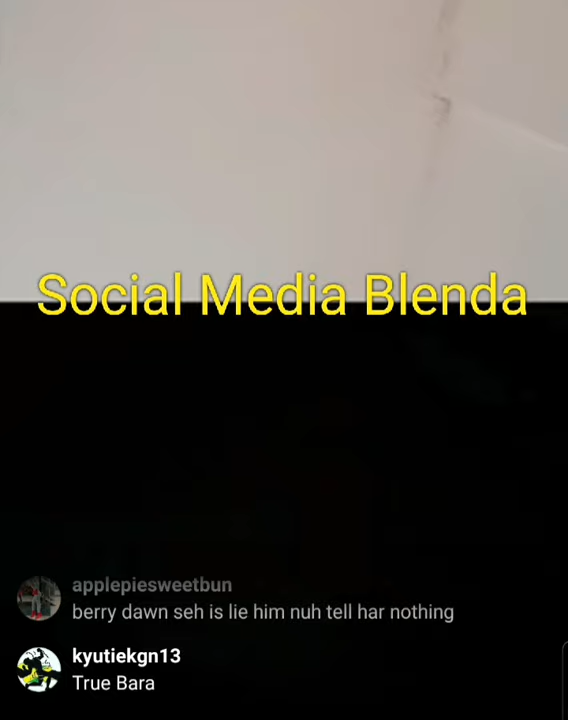 Social Media Blenda
applepiesweetbun
berry dawn seh is lie him nuh tell har nothing
kyutiekgn13
True Bara